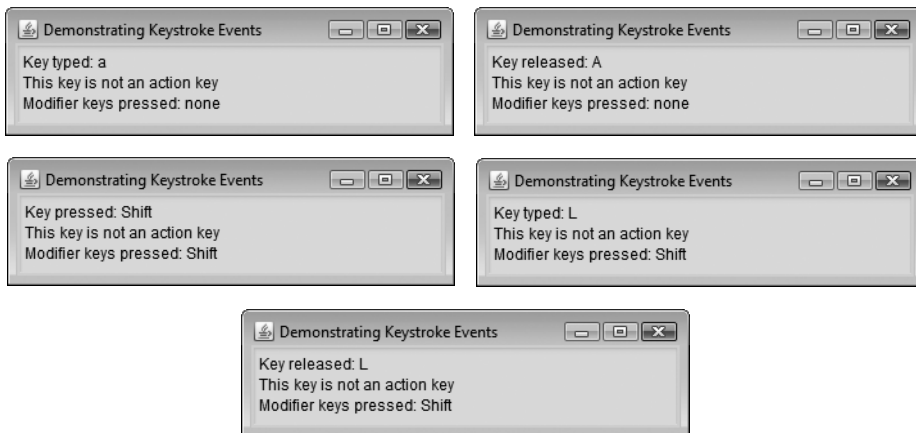 Demonstrating Keystroke Events
Key typed: a
This key is not an action key
Modifier keys pressed: none
Demonstrating Keystroke Events
Key released: A
This key is not an action key
Modifier keys pressed: none
Demonstrating Keystroke Events
Key pressed: Shift
This key is not an action key
Modifier keys pressed: Shift
Demonstrating Keystroke Events
Key typed: L
This key is not an action key
Modifier keys pressed: Shift
Demonstrating Keystroke Events
Key released: L
This key is not an action key
Modifier keys pressed: Shift